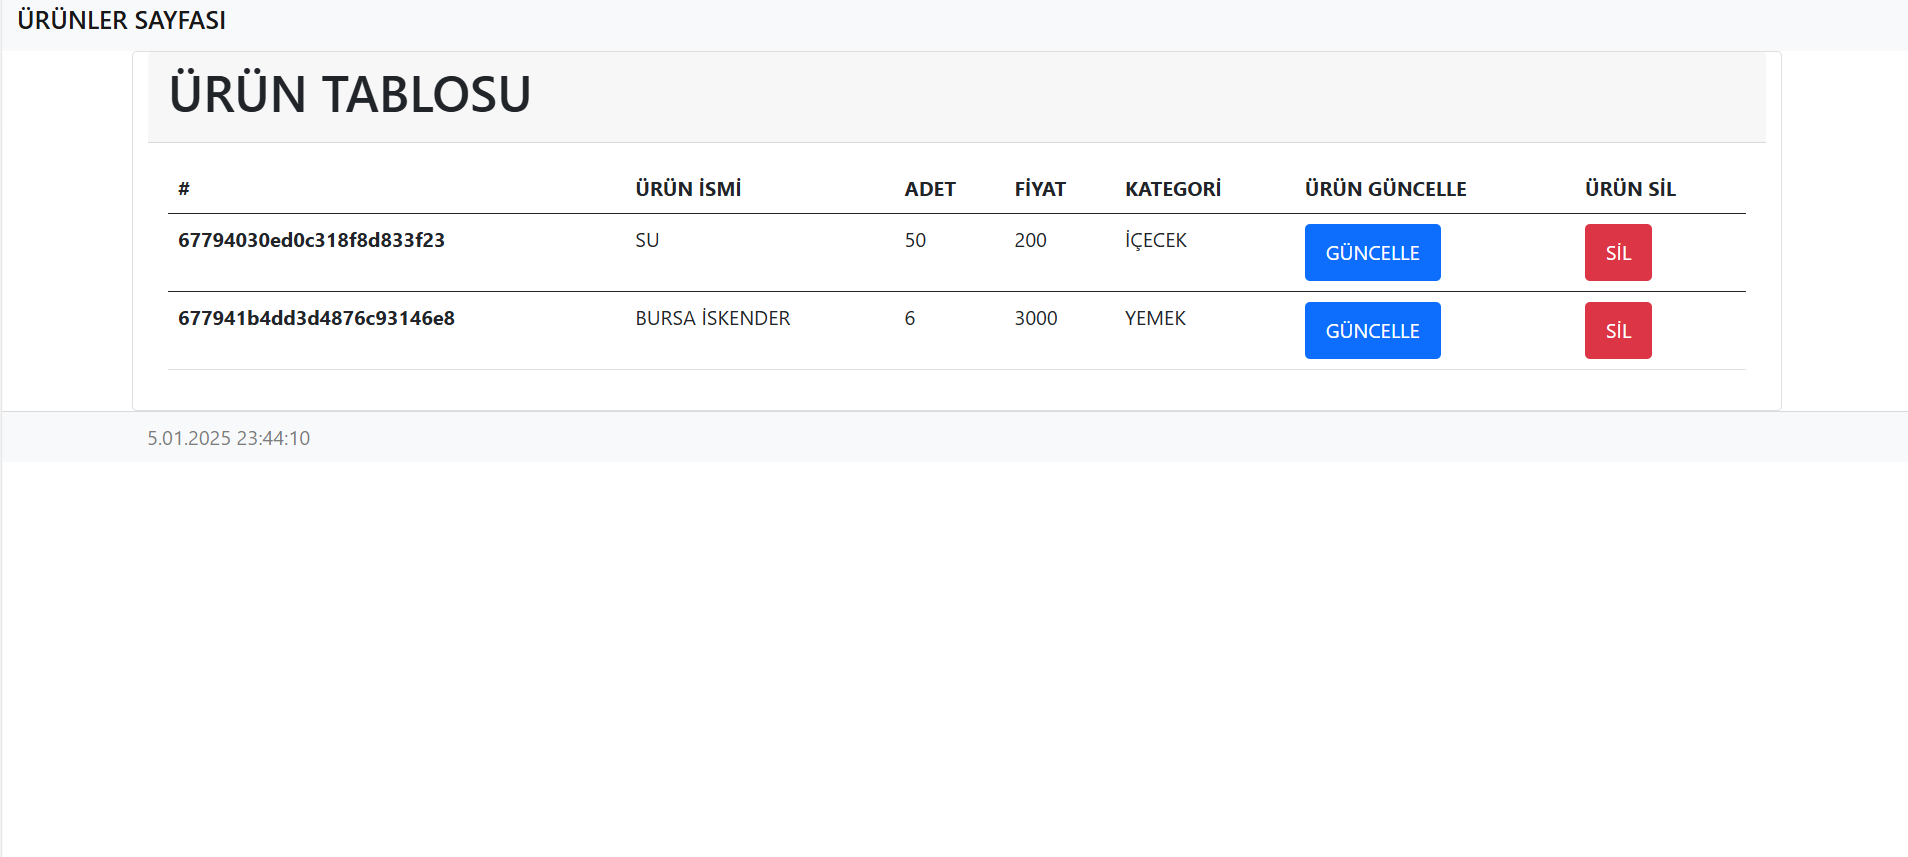 ÜRÜNLER SAYFASI
ÜRÜN TABLOSU
# ÜRÜN İSMİ ADET FİYAT KATEGORİ ÜRÜN GÜNCELLE ÜRÜN SİL
67794030ed0c318f8d833f23 SU 50 200 İÇECEK GÜNCELLE SİL
677941b4dd3d4876c93146e8 BURSA İSKENDER 6 3000 YEMEK GÜNCELLE SİL
5.01.2025 23:44:10